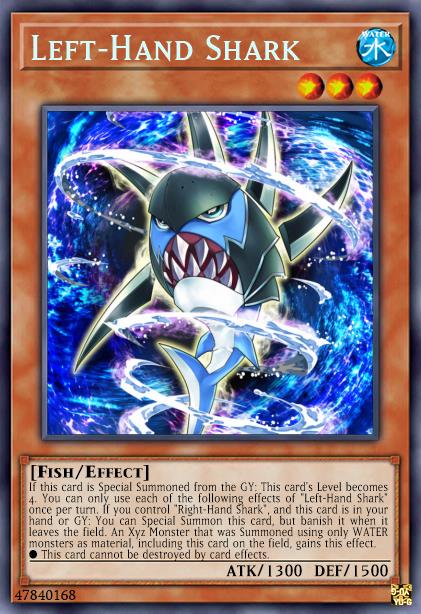 LEFT-HAND SHARK
WATER
水
[FISH/EFFECT]
If this card is Special Summoned from the GY: This card's Level becomes
4. You can only use each of the following effects of "Left-Hand Shark"
once per turn. If you control "Right-Hand Shark", and this card is in your
hand or GY: You can Special Summon this card, but banish it when it
leaves the field. An Xyz Monster that was Summoned using only WATER
monsters as material, including this card on the field, gains this effect.
● This card cannot be destroyed by card effects.
ATK/1300 DEF/1500
47840168